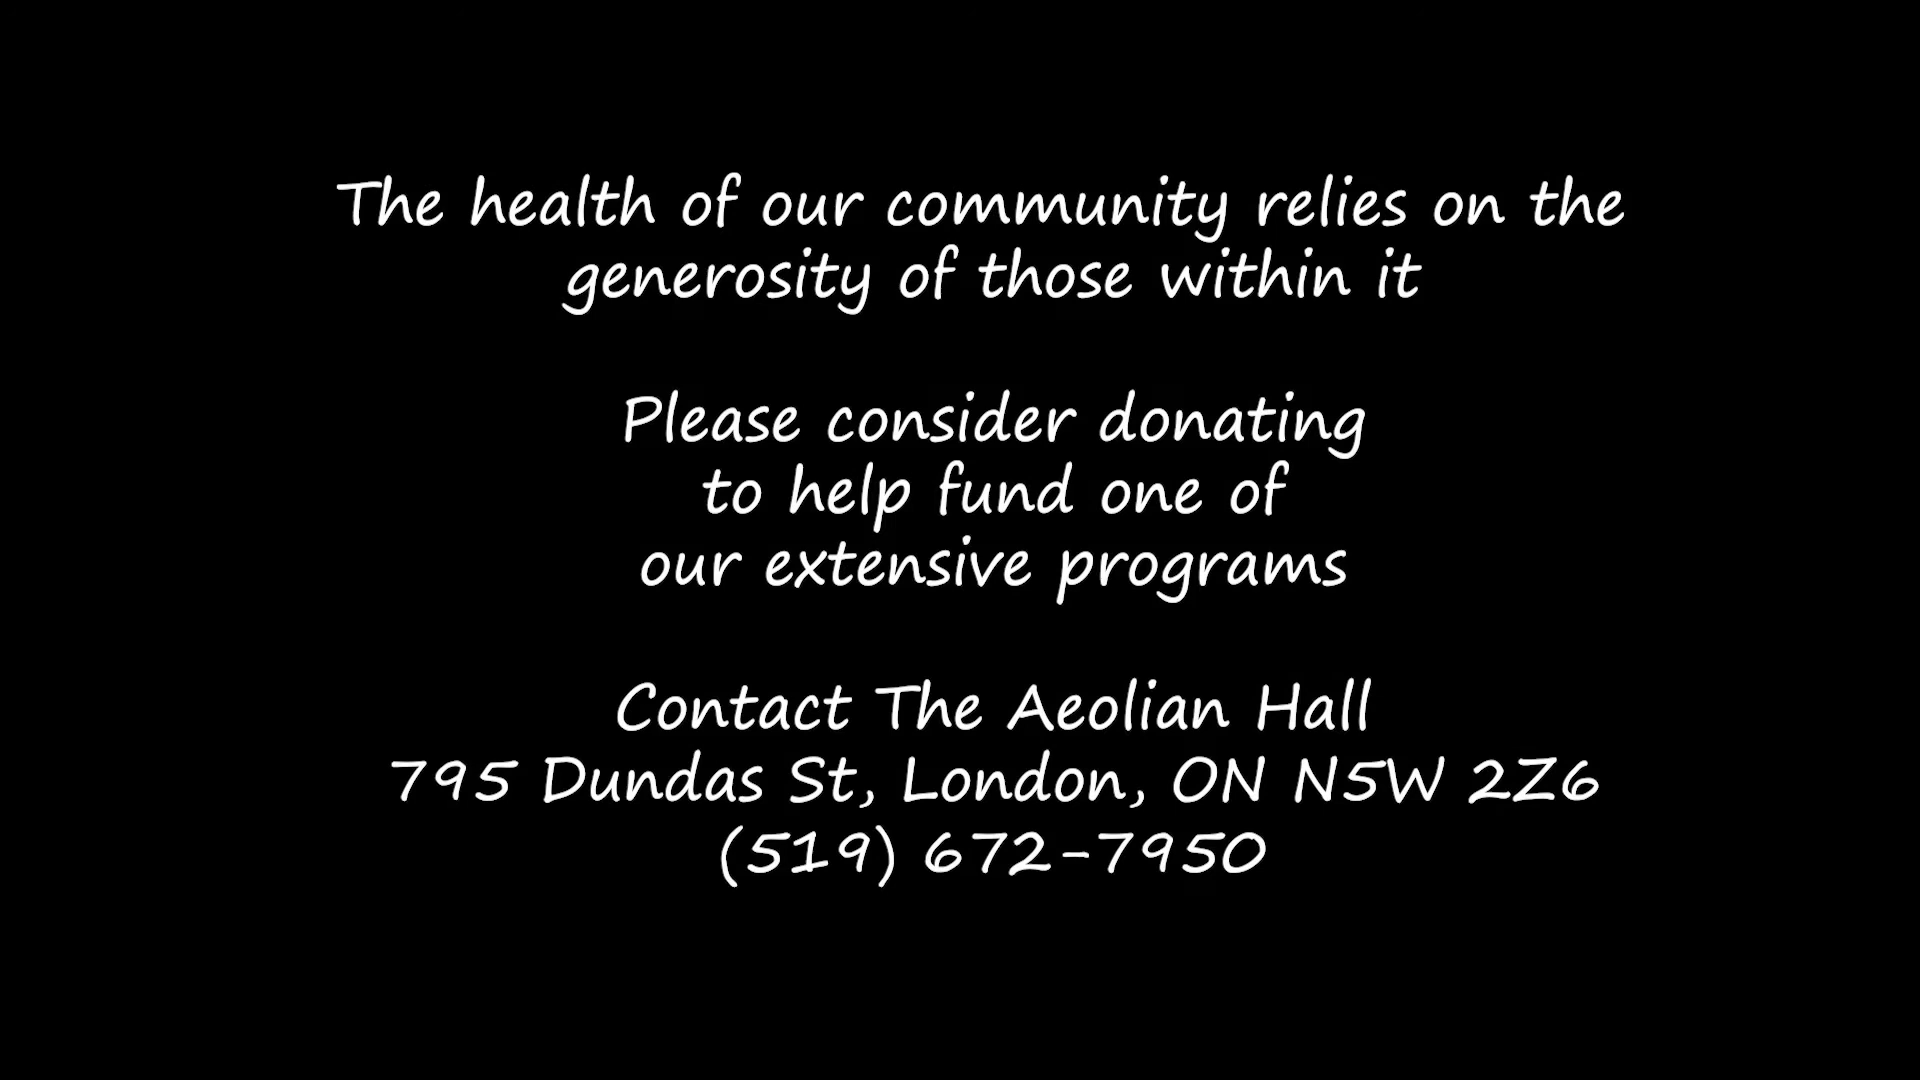 The health of our community relies on the
generosity of those within it
Please consider donating
to help fund one of
our extensive programs
Contact The Aeolian Hall
795 Dundas St, London, ON N5W 2Z6
(519) 672-7950